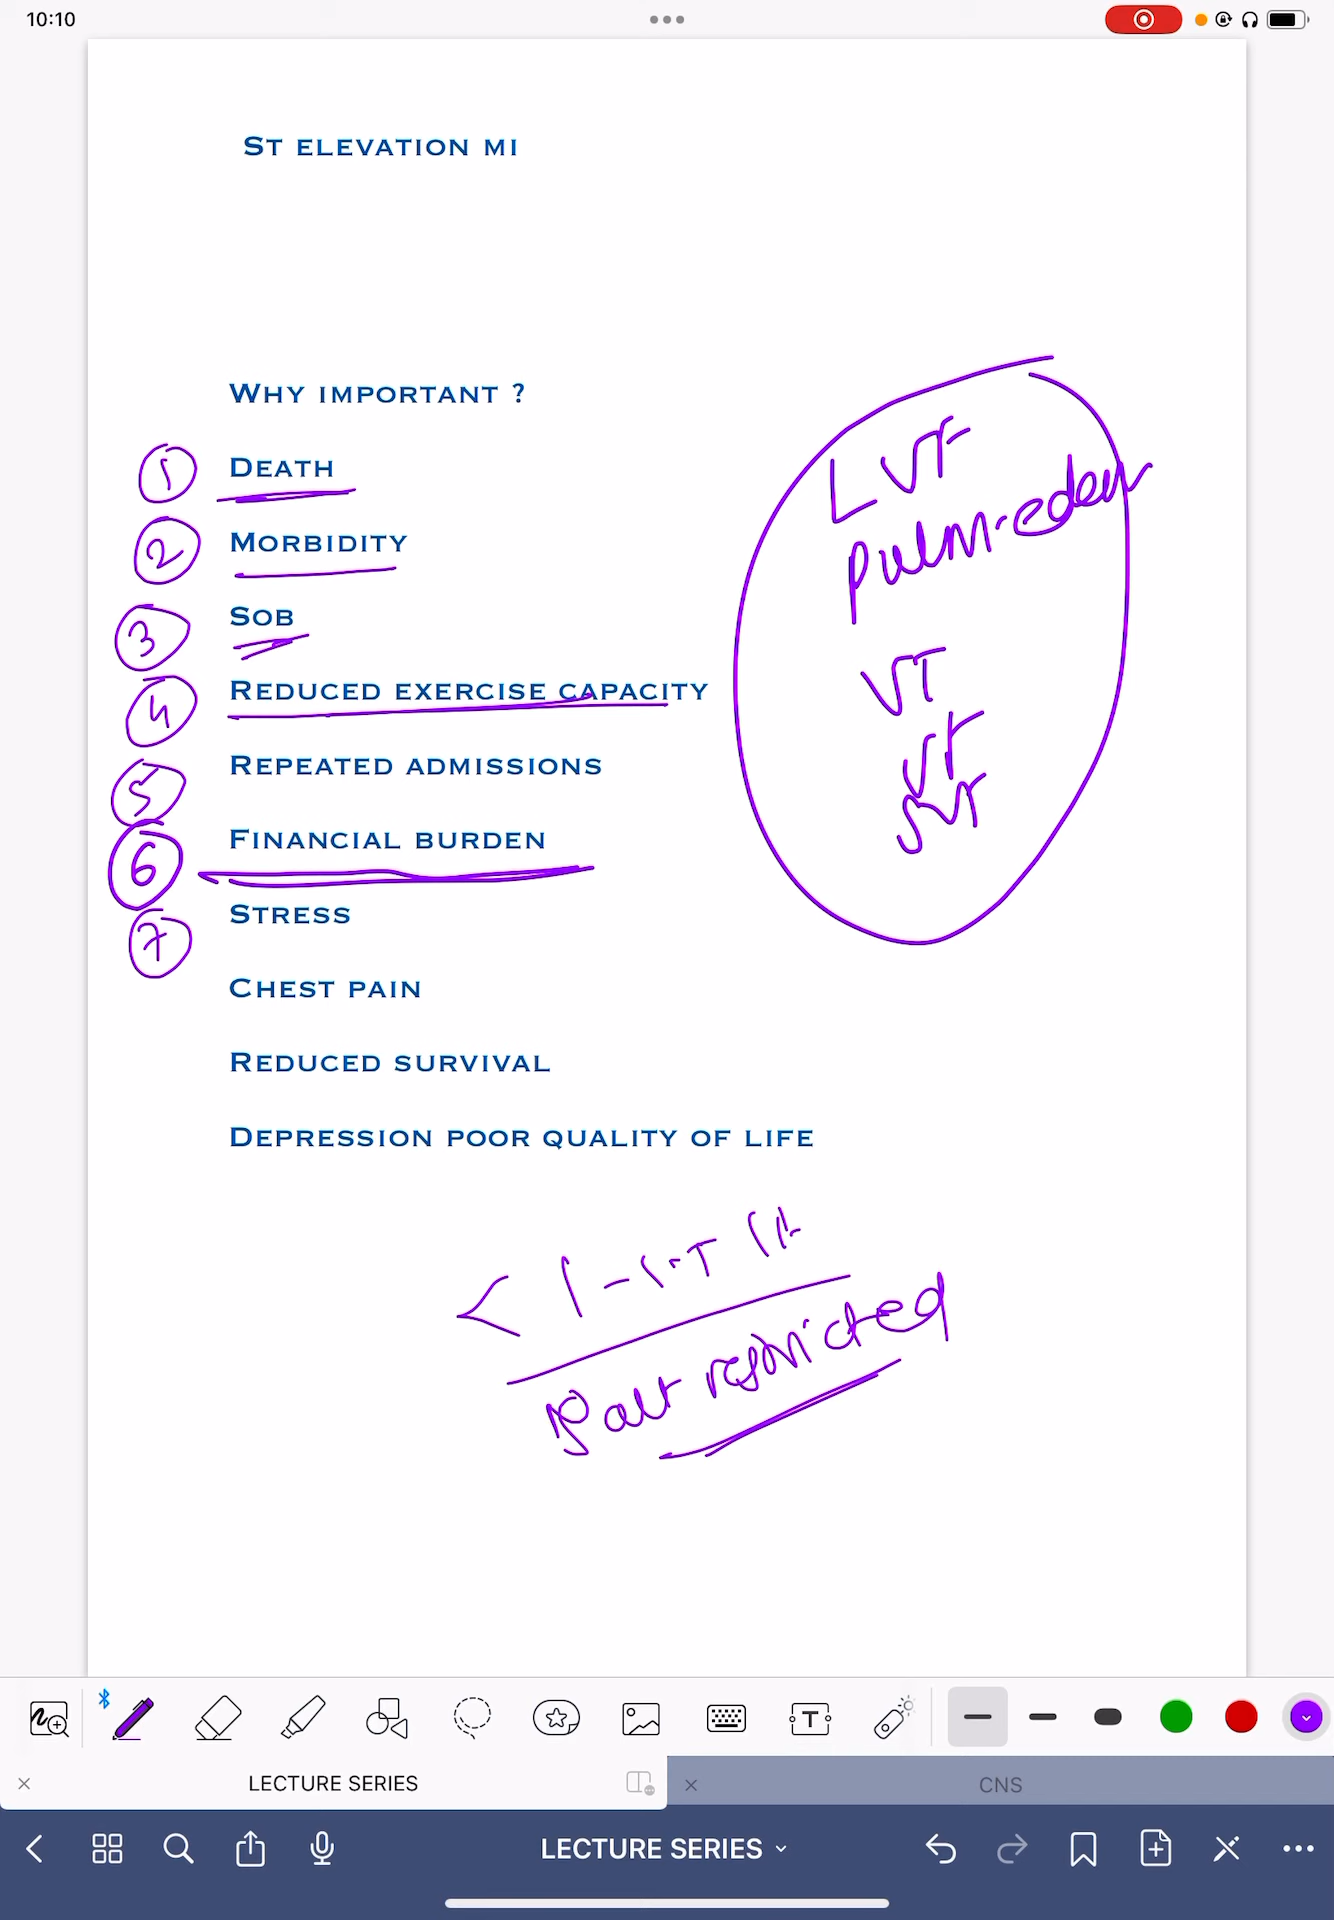 10:10
ST ELEVATION MI
WHY IMPORTANT ?
1 DEATH
2 MORBIDITY
3 SOB
4 REDUCED EXERCISE CAPACITY
5 REPEATED ADMISSIONS
6 FINANCIAL BURDEN
7 STRESS
CHEST PAIN
REDUCED SURVIVAL
DEPRESSION POOR QUALITY OF LIFE
LVF
pulm-edem
VT
VF
SVT
Salt restricted
LECTURE SERIES
CNS
LECTURE SERIES